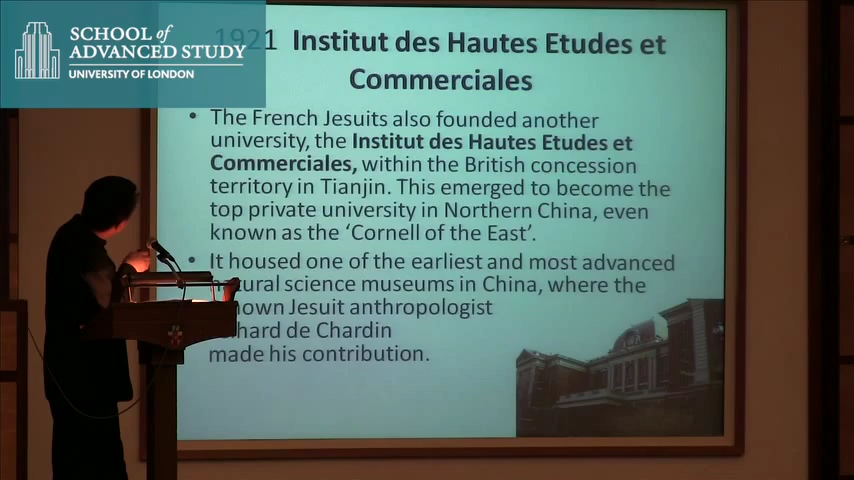 SCHOOL of
ADVANCED STUDY
UNIVERSITY OF LONDON
1921 Institut des Hautes Etudes et
Commerciales
• The French Jesuits also founded another
university, the Institut des Hautes Etudes et
Commerciales, within the British concession
territory in Tianjin. This emerged to become the
top private university in Northern China, even
known as the ‘Cornell of the East’.
• It housed one of the earliest and most advanced
natural science museums in China, where the
known Jesuit anthropologist
de Chardin
made his contribution.